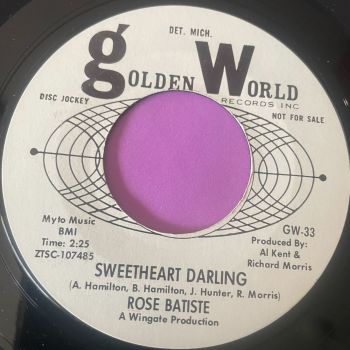 DET. MICH.
Golden World
RECORDS INC
DISC JOCKEY
NOT FOR SALE
Myto Music
BMI
Time: 2:25
ZTSC-107485
GW-33
Produced By:
Al Kent &
Richard Morris
SWEETHEART DARLING
(A. Hamilton, B. Hamilton, J. Hunter, R. Morris)
ROSE BATISTE
A Wingate Production